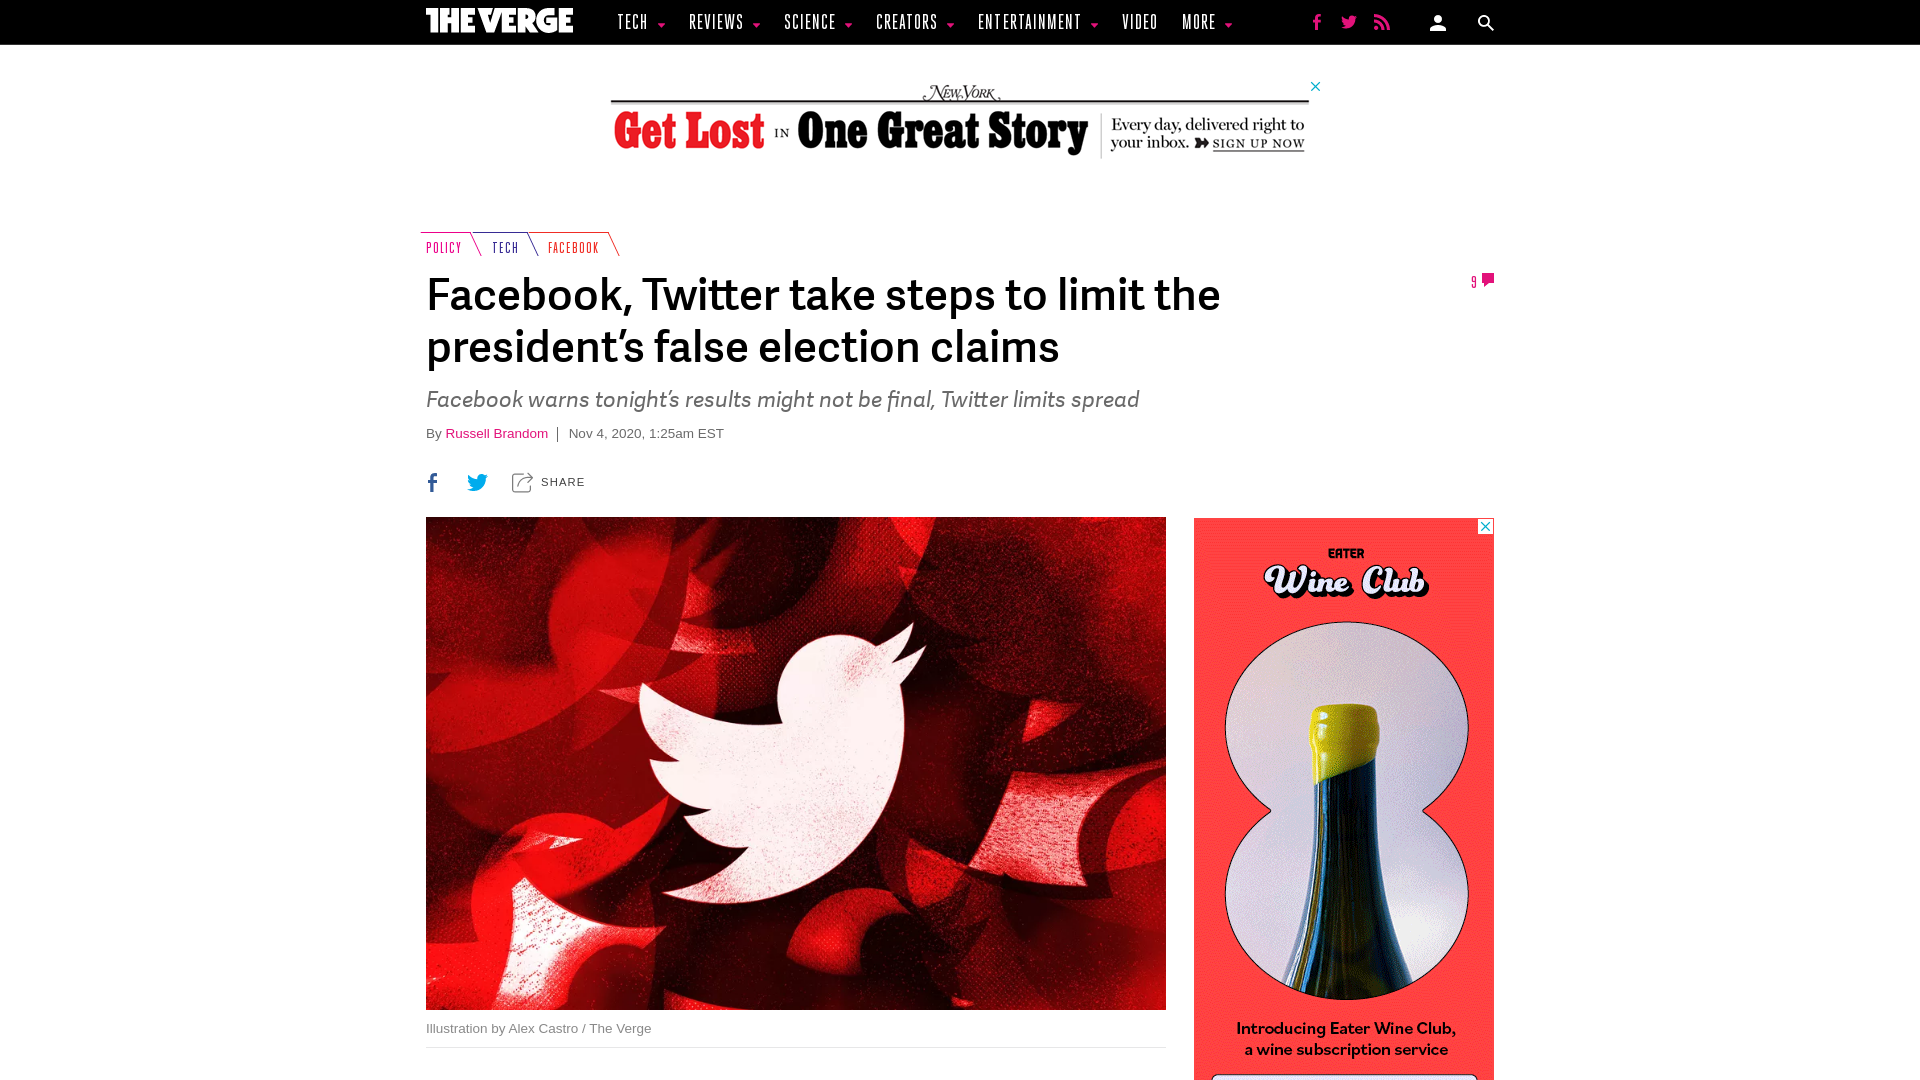 THE VERGE
TECH REVIEWS SCIENCE CREATORS ENTERTAINMENT VIDEO MORE
NEW YORK
Get Lost IN One Great Story
Every day, delivered right to
your inbox. SIGN UP NOW
POLICY TECH FACEBOOK
Facebook, Twitter take steps to limit the
president’s false election claims
9
Facebook warns tonight’s results might not be final, Twitter limits spread
By Russell Brandom | Nov 4, 2020, 1:25am EST
SHARE
Illustration by Alex Castro / The Verge
EATER
Wine Club
Introducing Eater Wine Club,
a wine subscription service